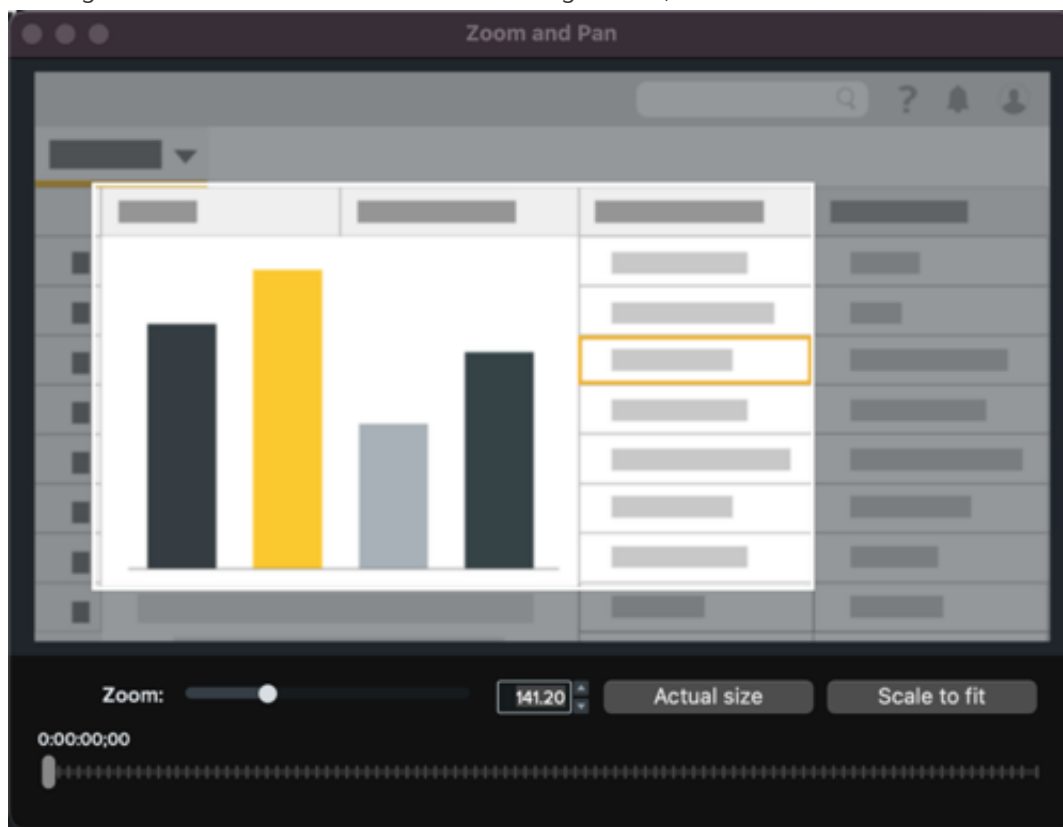 Zoom and Pan
?
Zoom:
141.20
Actual size
Scale to fit
0:00:00;00